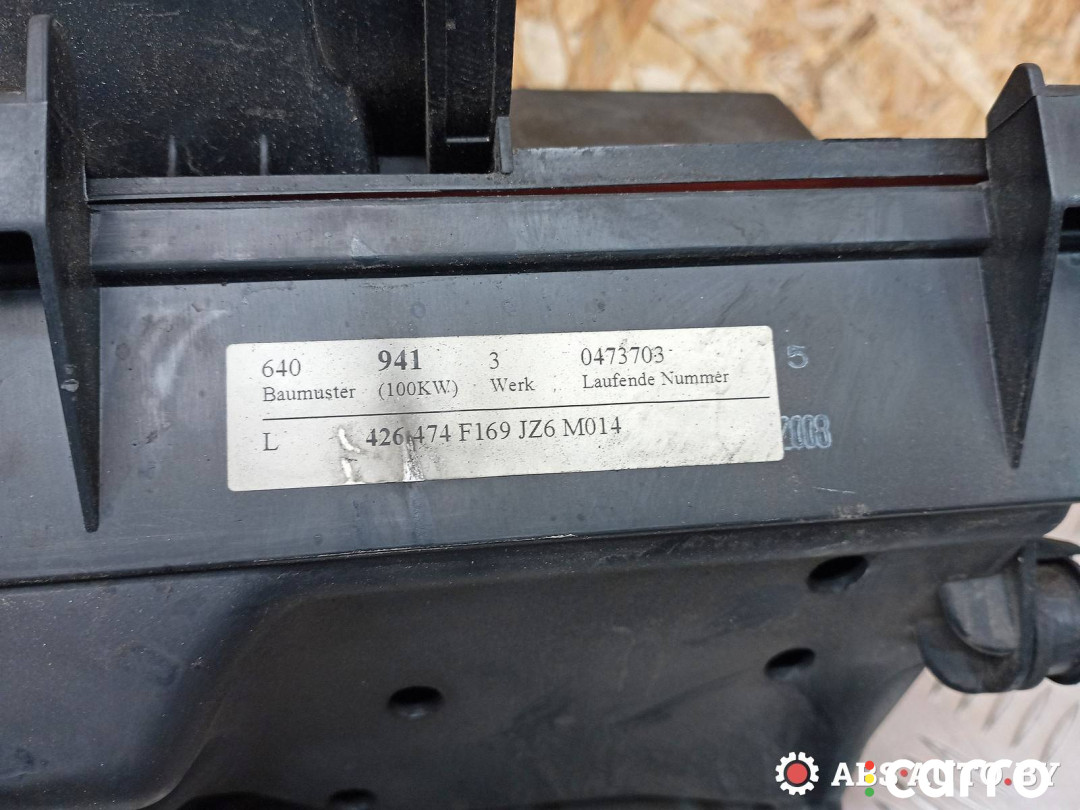 640 941 3 0473703
Baumuster (100KW) Werk Laufende Nummer
L 426 474 F169 JZ6 M014
5
2008
ABS-AUTO.BY
carro